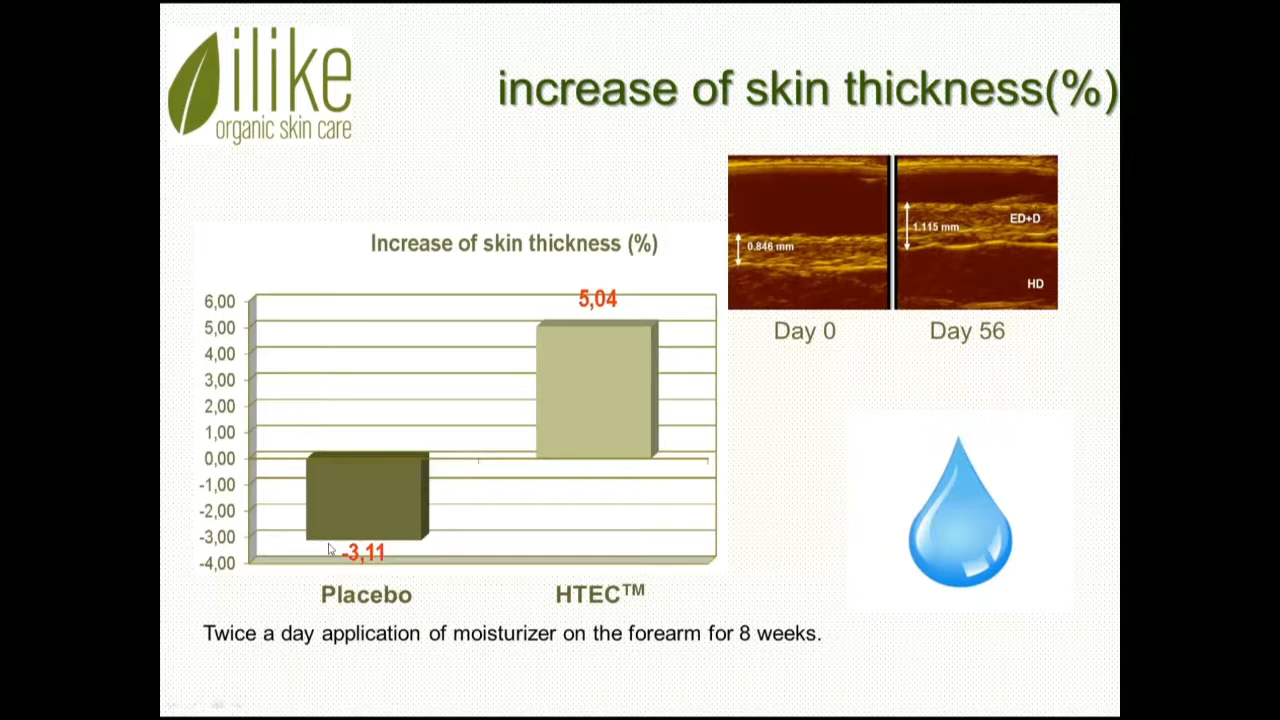 ilike
organic skin care
increase of skin thickness(%)
0.846 mm
1.115 mm
ED+D
HD
Day 0
Day 56
Increase of skin thickness (%)
6,00
5,00
4,00
3,00
2,00
1,00
0,00
-1,00
-2,00
-3,00
-4,00
5,04
-3,11
Placebo
HTEC™
Twice a day application of moisturizer on the forearm for 8 weeks.